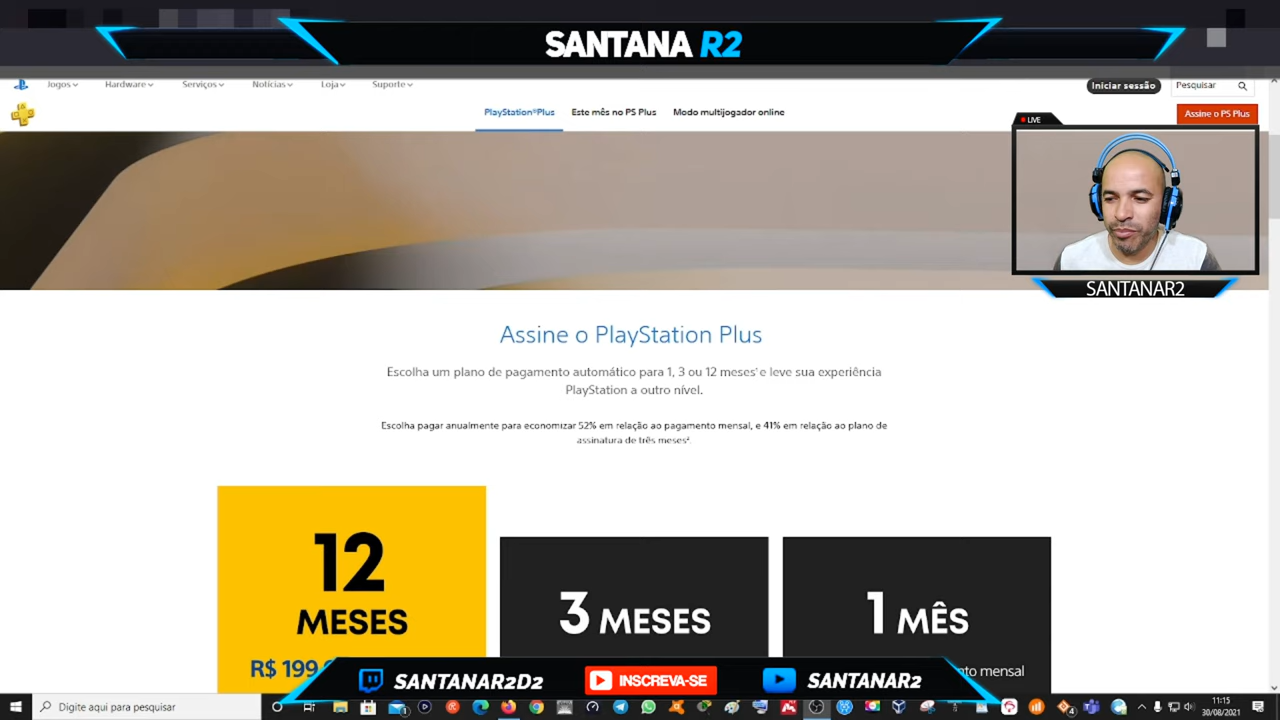 SANTANA R2
Jogos
Hardware
Serviços
Notícias
Loja
Suporte
Iniciar sessão
Pesquisar
PlayStation®Plus
Este mês no PS Plus
Modo multijogador online
Assine o PS Plus
LIVE
SANTANAR2
Assine o PlayStation Plus
Escolha um plano de pagamento automático para 1, 3 ou 12 meses¹ e leve sua experiência
PlayStation a outro nível.
Escolha pagar anualmente para economizar 52% em relação ao pagamento mensal, e 41% em relação ao plano de
assinatura de três meses².
12
MESES
R$ 199
3 MESES
1 MÊS
mensal
SANTANAR2D2
INSCREVA-SE
SANTANAR2
Digite aqui para pesquisar
11:15
30/08/2021